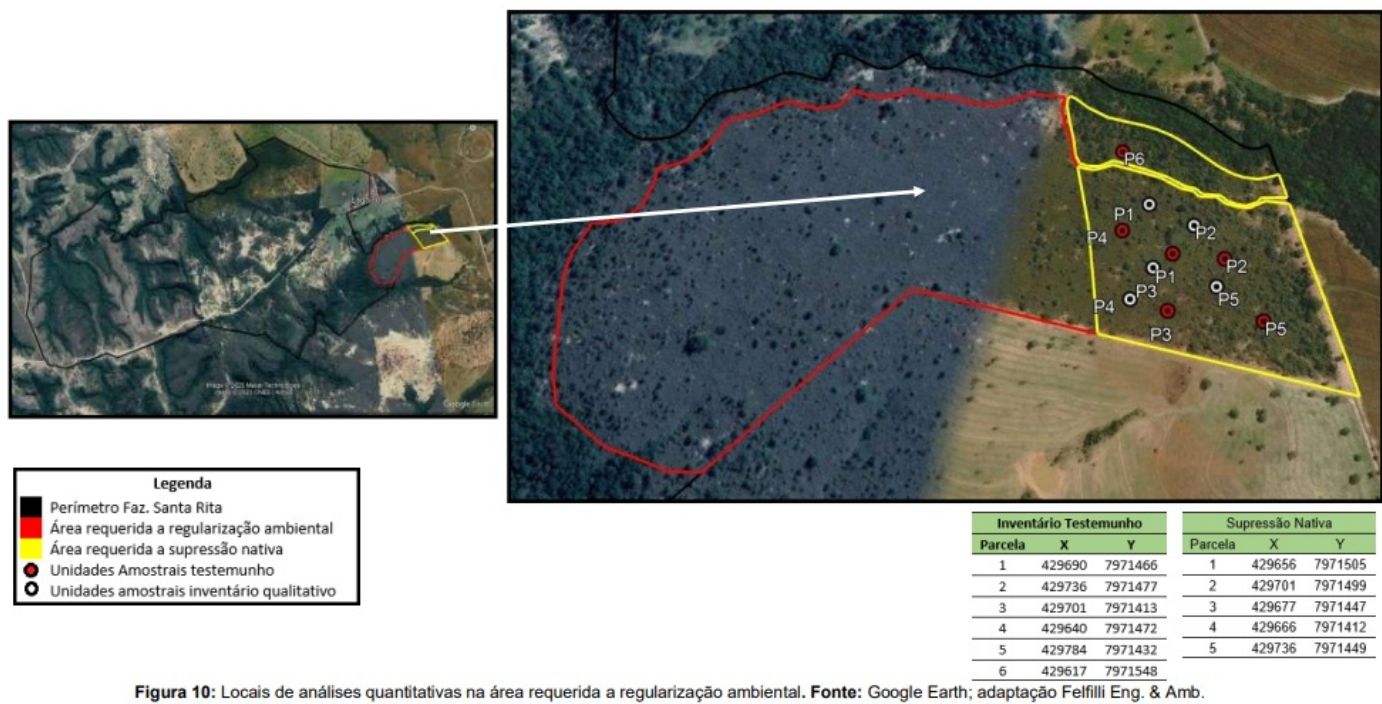 P6
P1
P4
P2
P1
P2
P3
P4
P5
P3
P5
Google Earth
Legenda
Perímetro Faz. Santa Rita
Área requerida a regularização ambiental
Área requerida a supressão nativa
Unidades Amostrais testemunho
Unidades amostrais inventário qualitativo
Inventário Testemunho
Parcela X Y
1 429690 7971466
2 429736 7971477
3 429701 7971413
4 429640 7971472
5 429784 7971432
6 429617 7971548
Supressão Nativa
Parcela X Y
1 429656 7971505
2 429701 7971499
3 429677 7971447
4 429666 7971412
5 429736 7971449
Figura 10: Locais de análises quantitativas na área requerida a regularização ambiental. Fonte: Google Earth; adaptação Felfilli Eng. & Amb.